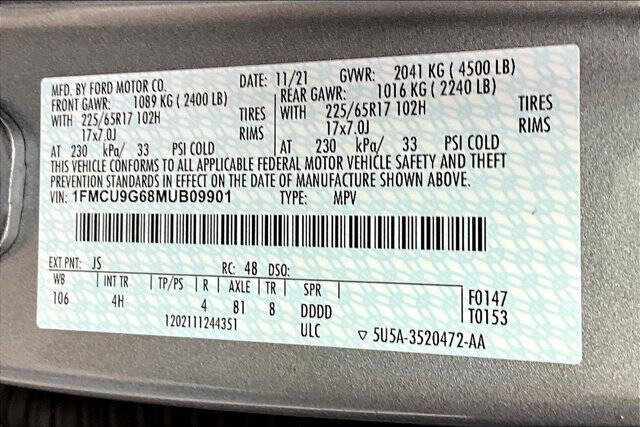 MFD. BY FORD MOTOR CO. DATE: 11/21 GVWR: 2041 KG ( 4500 LB)
FRONT GAWR: 1089 KG ( 2400 LB) REAR GAWR: 1016 KG ( 2240 LB)
WITH 225/65R17 102H TIRES WITH 225/65R17 102H TIRES
17x7.0J RIMS 17x7.0J RIMS
AT 230 kPa/ 33 PSI COLD AT 230 kPa/ 33 PSI COLD
THIS VEHICLE CONFORMS TO ALL APPLICABLE FEDERAL MOTOR VEHICLE SAFETY AND THEFT
PREVENTION STANDARDS IN EFFECT ON THE DATE OF MANUFACTURE SHOWN ABOVE.
VIN: 1FMCU9G68MUB09901 TYPE: MPV
EXT PNT: JS RC: 48 DSO:
WB INT TR TP/PS R AXLE TR SPR F0147
106 4H 4 81 8 DDDD T0153
1202111244351 ULC ▽ 5U5A-3520472-AA